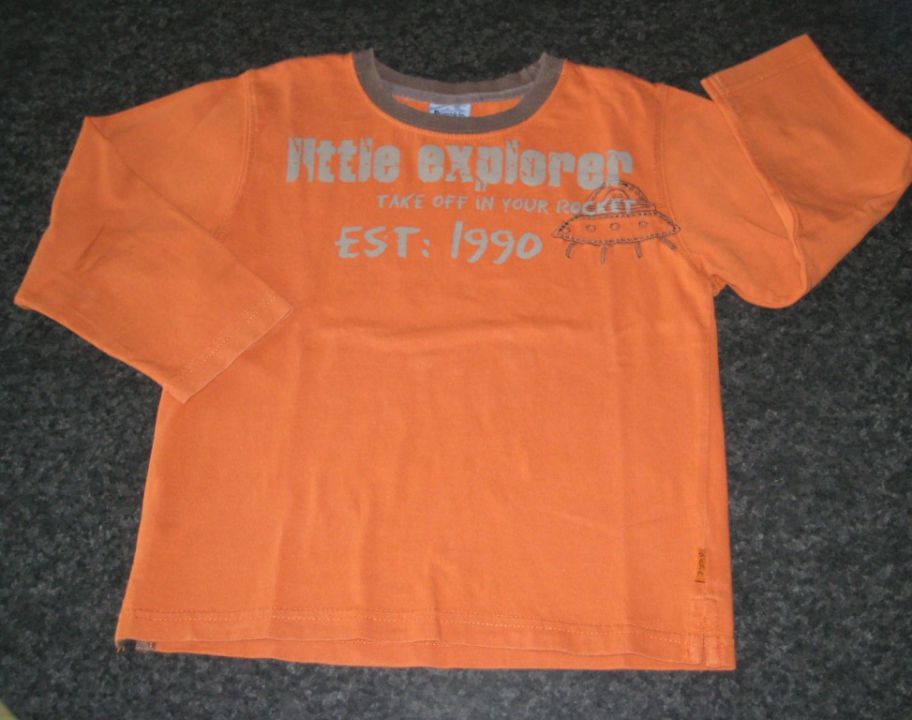 little explorer
TAKE OFF IN YOUR ROCKET
EST: 1990